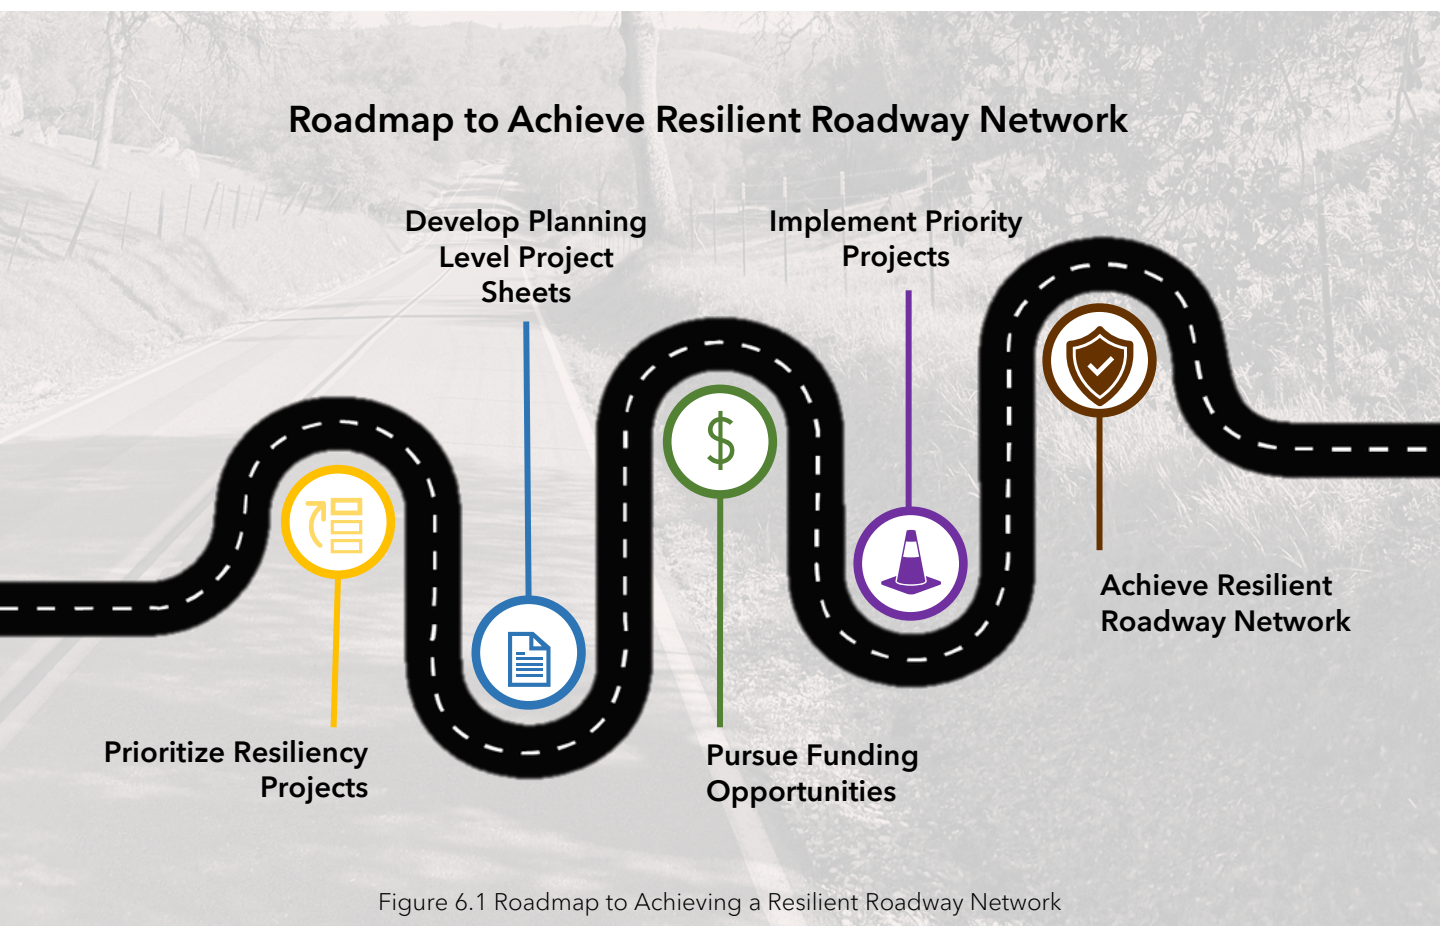 Roadmap to Achieve Resilient Roadway Network
Develop Planning
Level Project
Sheets
Implement Priority
Projects
$
Achieve Resilient
Roadway Network
Prioritize Resiliency
Projects
Pursue Funding
Opportunities
Figure 6.1 Roadmap to Achieving a Resilient Roadway Network